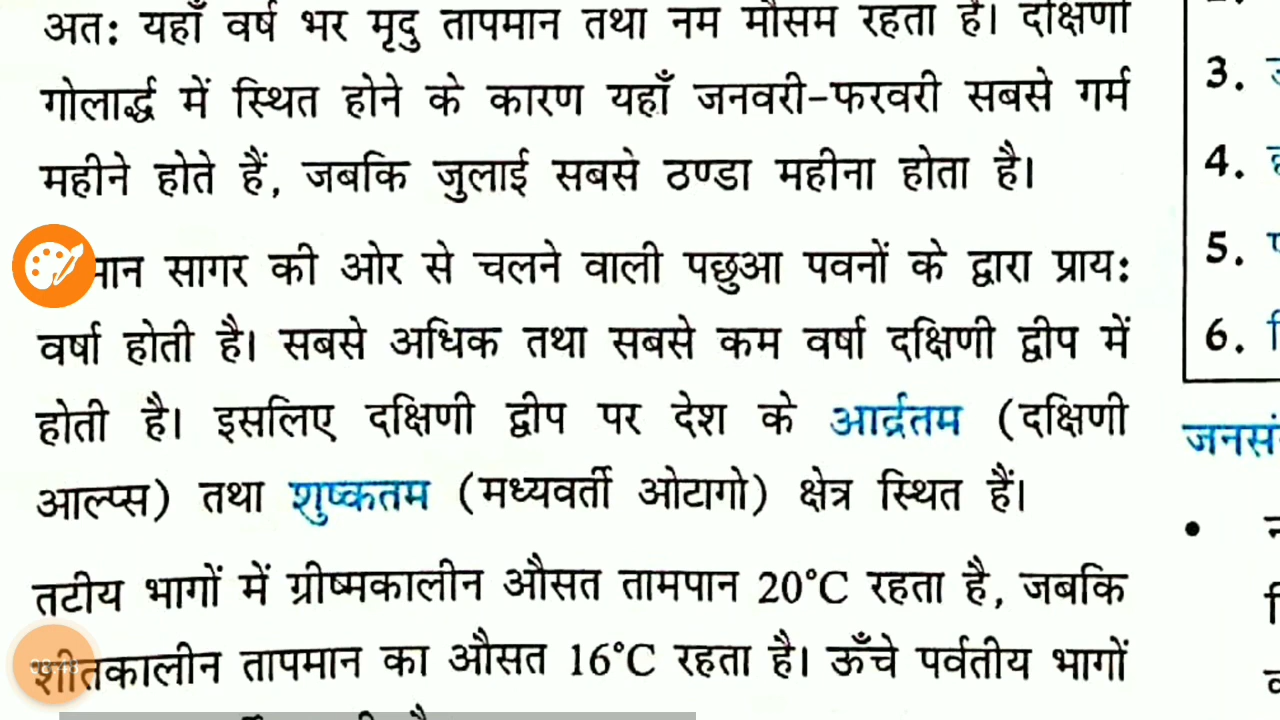 अत: यहाँ वर्ष भर मृदु तापमान तथा नम मौसम रहता है। दक्षिणी
गोलार्द्ध में स्थित होने के कारण यहाँ जनवरी-फरवरी सबसे गर्म
महीने होते हैं, जबकि जुलाई सबसे ठण्डा महीना होता है।
सागर की ओर से चलने वाली पछुआ पवनों के द्वारा प्राय:
वर्षा होती है। सबसे अधिक तथा सबसे कम वर्षा दक्षिणी द्वीप में
होती है। इसलिए दक्षिणी द्वीप पर देश के आर्द्रतम (दक्षिणी
आल्प्स) तथा शुष्कतम (मध्यवर्ती ओटागो) क्षेत्र स्थित हैं।
तटीय भागों में ग्रीष्मकालीन औसत तामपान 20°C रहता है, जबकि
शीतकालीन तापमान का औसत 16°C रहता है। ऊँचे पर्वतीय भागों
3.
4.
5.
6.
जनसं
•